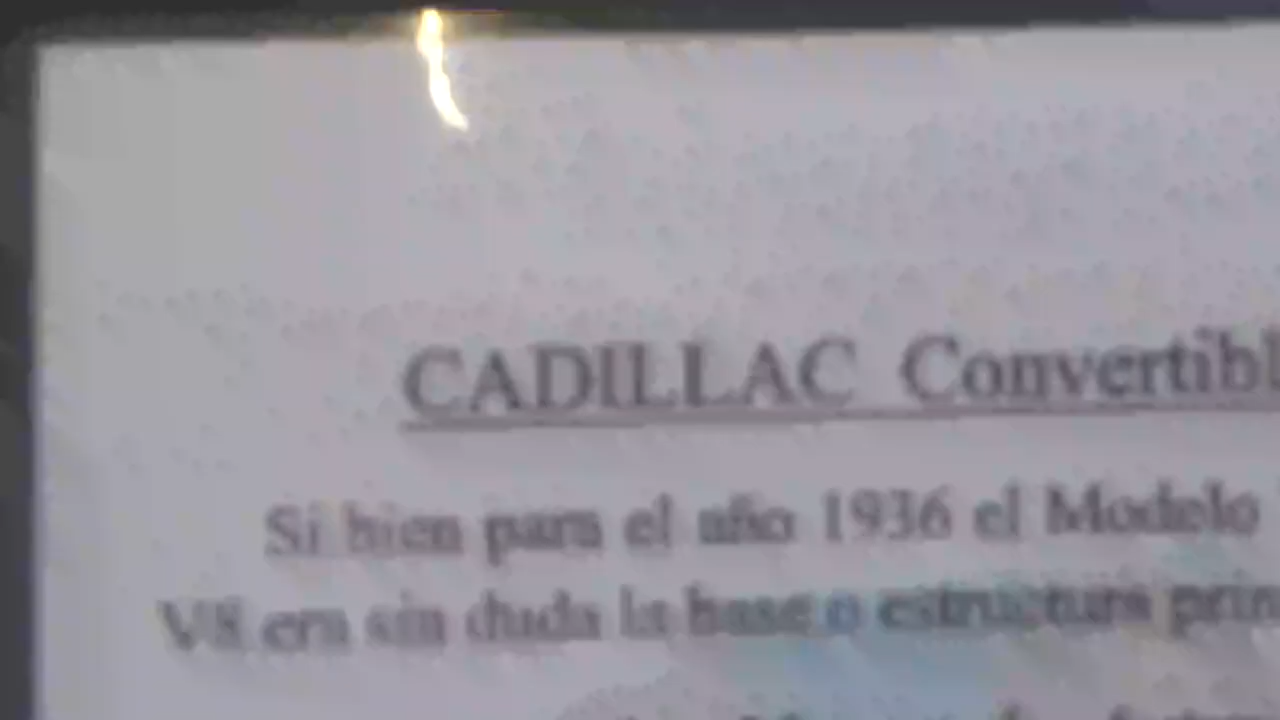 CADILLAC Convertibl
Si bien para el año 1936 el Modelo
V8 era sin duda la base o estructura prin